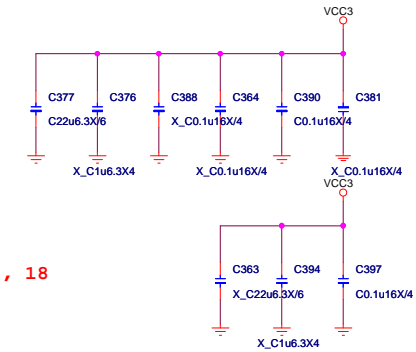 VCC3
C377 C376 C388 C364 C390 C381
C22u6.3X/6 X_C0.1u16X/4 C0.1u16X/4
X_C1u6.3X4 X_C0.1u16X/4 X_C0.1u16X/4
VCC3
, 18
C363 C394 C397
X_C22u6.3X/6 C0.1u16X/4
X_C1u6.3X4